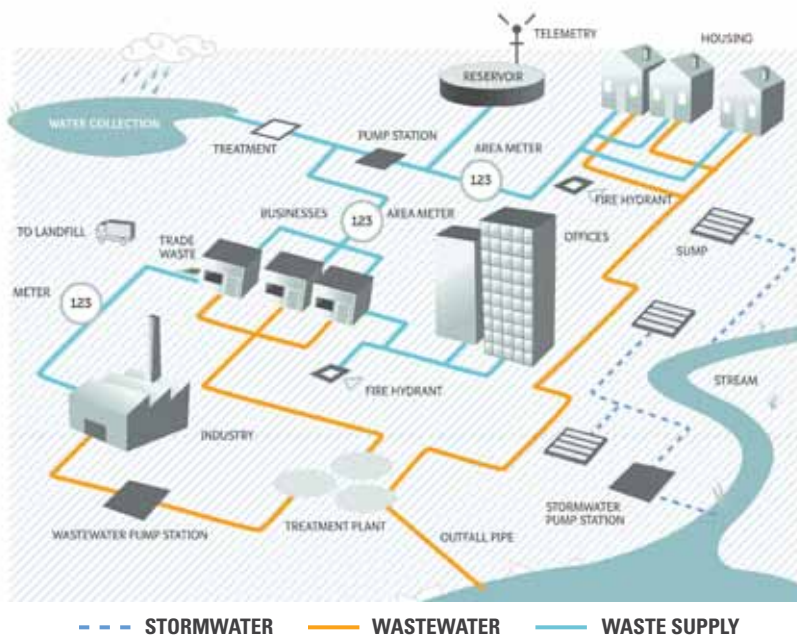 TELEMETRY
HOUSING
RESERVOIR
WATER COLLECTION
PUMP STATION
TREATMENT
AREA METER
123
FIRE HYDRANT
BUSINESSES
123
AREA METER
TO LANDFILL
TRADE
WASTE
OFFICES
SUMP
METER
123
STREAM
FIRE HYDRANT
INDUSTRY
STORMWATER
PUMP STATION
TREATMENT PLANT
WASTEWATER PUMP STATION
OUTFALL PIPE
STORMWATER
WASTEWATER
WASTE SUPPLY